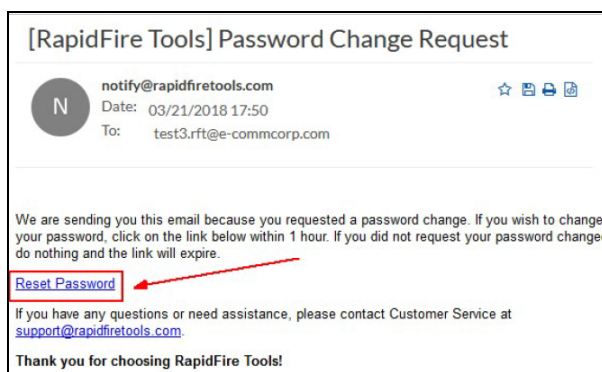 [RapidFire Tools] Password Change Request
N
notify@rapidfiretools.com
Date: 03/21/2018 17:50
To: test3.rft@e-commcorp.com
We are sending you this email because you requested a password change. If you wish to change
your password, click on the link below within 1 hour. If you did not request your password changed
do nothing and the link will expire.
Reset Password
If you have any questions or need assistance, please contact Customer Service at
support@rapidfiretools.com.
Thank you for choosing RapidFire Tools!